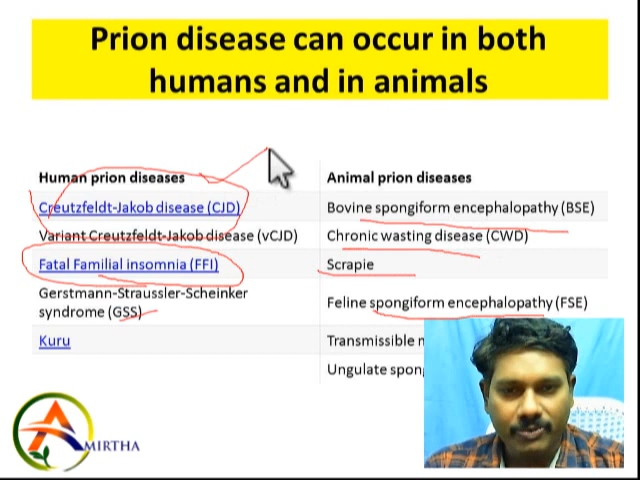 Prion disease can occur in both
humans and in animals
Human prion diseases
Animal prion diseases
Creutzfeldt-Jakob disease (CJD)
Bovine spongiform encephalopathy (BSE)
Variant Creutzfeldt-Jakob disease (vCJD)
Chronic wasting disease (CWD)
Fatal Familial insomnia (FFI)
Scrapie
Gerstmann-Straussler-Scheinker
syndrome (GSS)
Feline spongiform encephalopathy (FSE)
Kuru
Transmissible
Ungulate
AMIRTHA